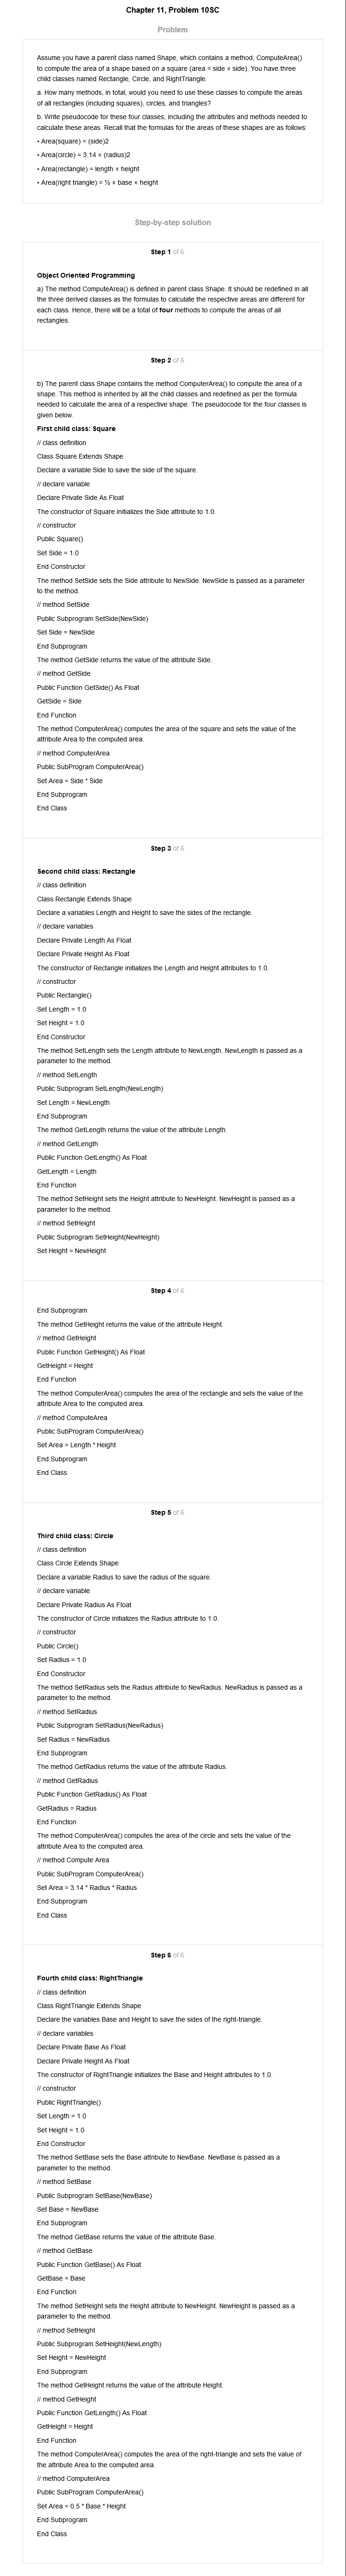 Chapter 11, Problem 10SC
Problem
Assume you have a parent class named Shape, which contains a method, ComputeArea()
to compute the area of a shape based on a square (area = side × side). You have three
child classes named Rectangle, Circle, and RightTriangle.
a. How many methods, in total, would you need to use these classes to compute the areas
of all rectangles (including squares), circles, and triangles?
b. Write pseudocode for these four classes, including the attributes and methods needed to
calculate these areas. Recall that the formulas for the areas of these shapes are as follows:
• Area(square) = (side)2
• Area(circle) = 3.14 × (radius)2
• Area(rectangle) = length × height
• Area(right triangle) = ½ × base × height
Step-by-step solution
Step 1 of 6
Object Oriented Programming
a) The method ComputeArea() is defined in parent class Shape. It should be redefined in all
the three derived classes as the formulas to calculate the respective areas are different for
each class. Hence, there will be a total of four methods to compute the areas of all
rectangles.
Step 2 of 6
b) The parent class Shape contains the method ComputerArea() to compute the area of a
shape. This method is inherited by all the child classes and redefined as per the formula
needed to calculate the area of a respective shape. The pseudocode for the four classes is
given below.
First child class: Square
// class definition
Class Square Extends Shape
Declare a variable Side to save the side of the square.
// declare variable
Declare Private Side As Float
The constructor of Square initializes the Side attribute to 1.0.
// constructor
Public Square()
Set Side = 1.0
End Constructor
The method SetSide sets the Side attribute to NewSide. NewSide is passed as a parameter
to the method.
// method SetSide
Public Subprogram SetSide(NewSide)
Set Side = NewSide
End Subprogram
The method GetSide returns the value of the attribute Side.
// method GetSide
Public Function GetSide() As Float
GetSide = Side
End Function
The method ComputerArea() computes the area of the square and sets the value of the
attribute Area to the computed area.
// method ComputerArea
Public SubProgram ComputerArea()
Set Area = Side * Side
End Subprogram
End Class
Step 3 of 6
Second child class: Rectangle
// class definition
Class Rectangle Extends Shape
Declare a variables Length and Height to save the sides of the rectangle.
// declare variables
Declare Private Length As Float
Declare Private Height As Float
The constructor of Rectangle initializes the Length and Height attributes to 1.0.
// constructor
Public Rectangle()
Set Length = 1.0
Set Height = 1.0
End Constructor
The method SetLength sets the Length attribute to NewLength. NewLength is passed as a
parameter to the method.
// method SetLength
Public Subprogram SetLength(NewLength)
Set Length = NewLength
End Subprogram
The method GetLength returns the value of the attribute Length.
// method GetLength
Public Function GetLength() As Float
GetLength = Length
End Function
The method SetHeight sets the Height attribute to NewHeight. NewHeight is passed as a
parameter to the method.
// method SetHeight
Public Subprogram SetHeight(NewHeight)
Set Height = NewHeight
Step 4 of 6
End Subprogram
The method GetHeight returns the value of the attribute Height.
// method GetHeight
Public Function GetHeight() As Float
GetHeight = Height
End Function
The method ComputerArea() computes the area of the rectangle and sets the value of the
attribute Area to the computed area.
// method ComputeArea
Public SubProgram ComputerArea()
Set Area = Length * Height
End Subprogram
End Class
Step 5 of 6
Third child class: Circle
// class definition
Class Circle Extends Shape
Declare a variable Radius to save the radius of the square.
// declare variable
Declare Private Radius As Float
The constructor of Circle initializes the Radius attribute to 1.0.
// constructor
Public Circle()
Set Radius = 1.0
End Constructor
The method SetRadius sets the Radius attribute to NewRadius. NewRadius is passed as a
parameter to the method.
// method SetRadius
Public Subprogram SetRadius(NewRadius)
Set Radius = NewRadius
End Subprogram
The method GetRadius returns the value of the attribute Radius.
// method GetRadius
Public Function GetRadius() As Float
GetRadius = Radius
End Function
The method ComputerArea() computes the area of the circle and sets the value of the
attribute Area to the computed area.
// method Compute Area
Public SubProgram ComputerArea()
Set Area = 3.14 * Radius * Radius
End Subprogram
End Class
Step 6 of 6
Fourth child class: RightTriangle
// class definition
Class RightTriangle Extends Shape
Declare the variables Base and Height to save the sides of the right-triangle.
// declare variables
Declare Private Base As Float
Declare Private Height As Float
The constructor of RightTriangle initializes the Base and Height attributes to 1.0.
// constructor
Public RightTriangle()
Set Length = 1.0
Set Height = 1.0
End Constructor
The method SetBase sets the Base attribute to NewBase. NewBase is passed as a
parameter to the method.
// method SetBase
Public Subprogram SetBase(NewBase)
Set Base = NewBase
End Subprogram
The method GetBase returns the value of the attribute Base.
// method GetBase
Public Function GetBase() As Float
GetBase = Base
End Function
The method SetHeight sets the Height attribute to NewHeight. NewHeight is passed as a
parameter to the method.
// method SetHeight
Public Subprogram SetHeight(NewLength)
Set Height = NewHeight
End Subprogram
The method GetHeight returns the value of the attribute Height.
// method GetHeight
Public Function GetLength() As Float
GetHeight = Height
End Function
The method ComputerArea() computes the area of the right-triangle and sets the value of
the attribute Area to the computed area.
// method ComputerArea
Public SubProgram ComputerArea()
Set Area = 0.5 * Base * Height
End Subprogram
End Class